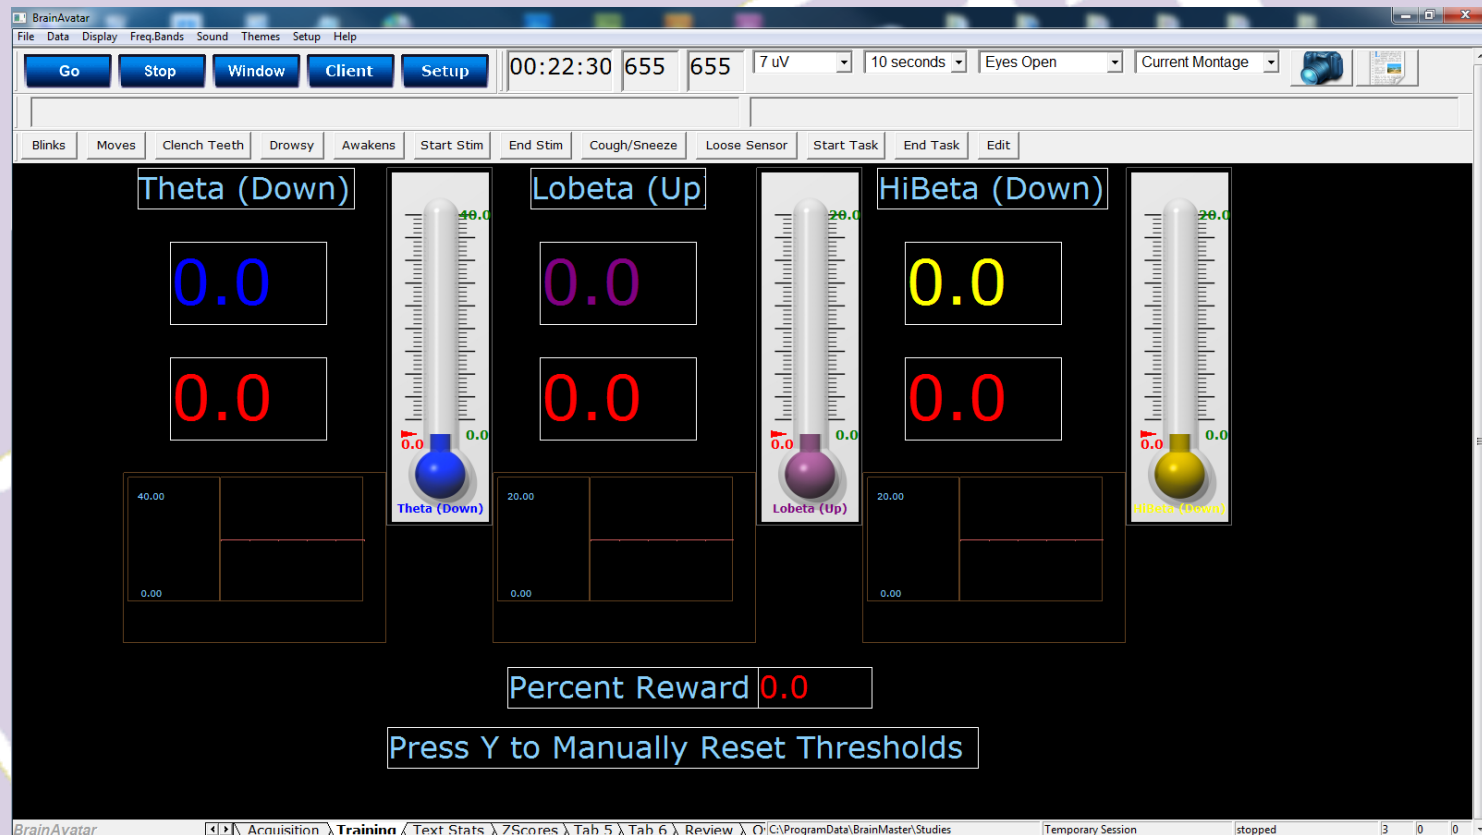 BrainAvatar
File Data Display Freq.Bands Sound Themes Setup Help
Go Stop Window Client Setup 00:22:30 655 655 7 uV 10 seconds Eyes Open Current Montage
Blinks Moves Clench Teeth Drowsy Awakens Start Stim End Stim Cough/Sneeze Loose Sensor Start Task End Task Edit
Theta (Down) Lobeta (Up) HiBeta (Down)
40.0 20.0 20.0
0.0 0.0 0.0
0.0 0.0 0.0
0.0 0.0 0.0
0.0 0.0 0.0
40.00 20.00 20.00
Theta (Down) Lobeta (Up) HiBeta (Down)
0.00 0.00 0.00
Percent Reward 0.0
Press Y to Manually Reset Thresholds
BrainAvatar Acquisition Training Text Stats ZScores Tab 5 Tab 6 Review C:\ProgramData\BrainMaster\Studies Temporary Session stopped 3 0 0